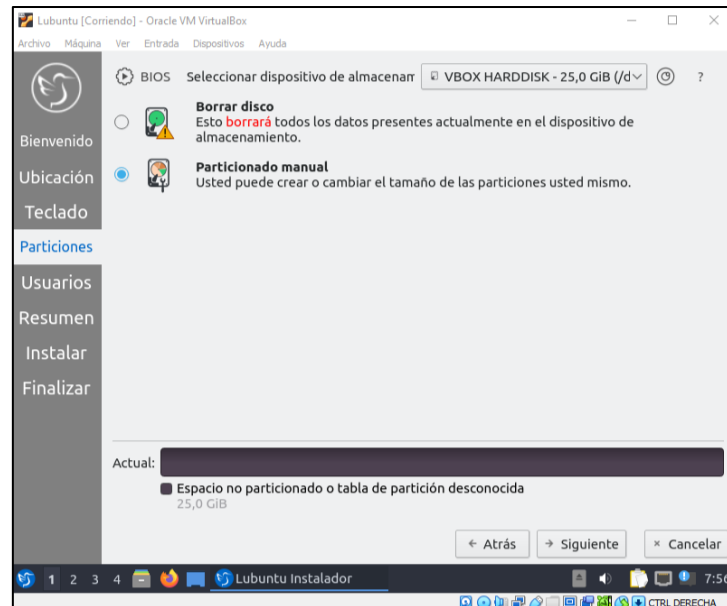 Lubuntu [Corriendo] - Oracle VM VirtualBox
Archivo Máquina Ver Entrada Dispositivos Ayuda
BIOS Seleccionar dispositivo de almacenam VBOX HARDDISK - 25,0 GiB (/d ?
Borrar disco
Esto borrará todos los datos presentes actualmente en el dispositivo de
almacenamiento.
Particionado manual
Usted puede crear o cambiar el tamaño de las particiones usted mismo.
Bienvenido
Ubicación
Teclado
Particiones
Usuarios
Resumen
Instalar
Finalizar
Actual:
Espacio no particionado o tabla de partición desconocida
25,0 GiB
Atrás Siguiente Cancelar
1 2 3 4 Lubuntu Instalador 7:56
CTRL DERECHA